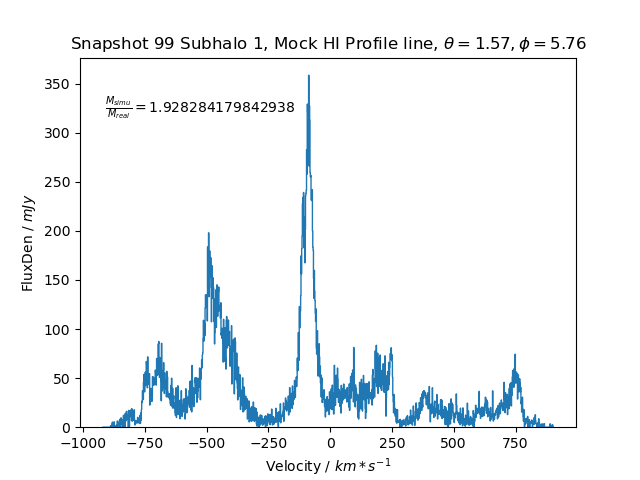 Snapshot 99 Subhalo 1, Mock HI Profile line, θ = 1.57, ϕ = 5.76
M_simu/M_real = 1.928284179842938
FluxDen / mJy
350
300
250
200
150
100
50
0
−1000 −750 −500 −250 0 250 500 750
Velocity / km * s⁻¹